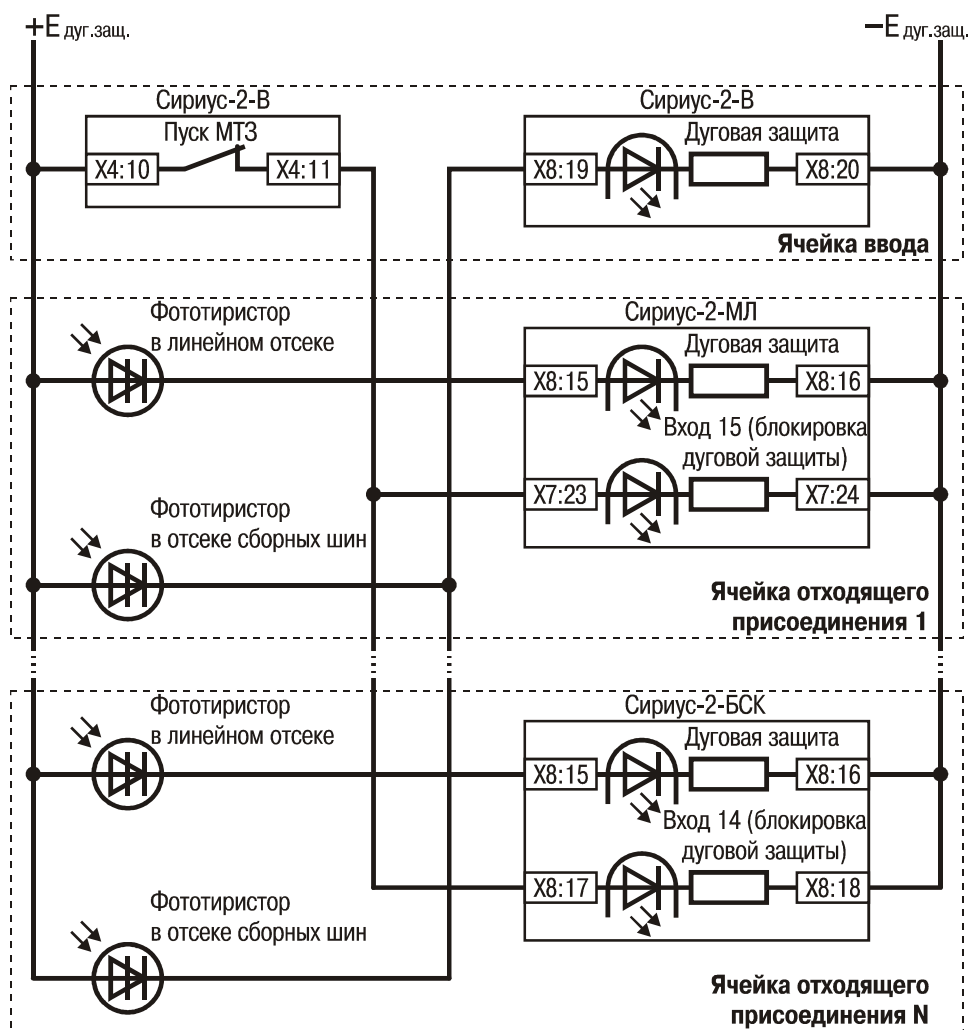 +E дуг.защ.
−E дуг.защ.
Сириус-2-В
Пуск МТЗ
X4:10
X4:11
Сириус-2-В
Дуговая защита
X8:19
X8:20
Ячейка ввода
Фототиристор
в линейном отсеке
Сириус-2-МЛ
Дуговая защита
X8:15
X8:16
Вход 15 (блокировка
дуговой защиты)
X7:23
X7:24
Фототиристор
в отсеке сборных шин
Ячейка отходящего
присоединения 1
Фототиристор
в линейном отсеке
Сириус-2-БСК
Дуговая защита
X8:15
X8:16
Вход 14 (блокировка
дуговой защиты)
X8:17
X8:18
Фототиристор
в отсеке сборных шин
Ячейка отходящего
присоединения N